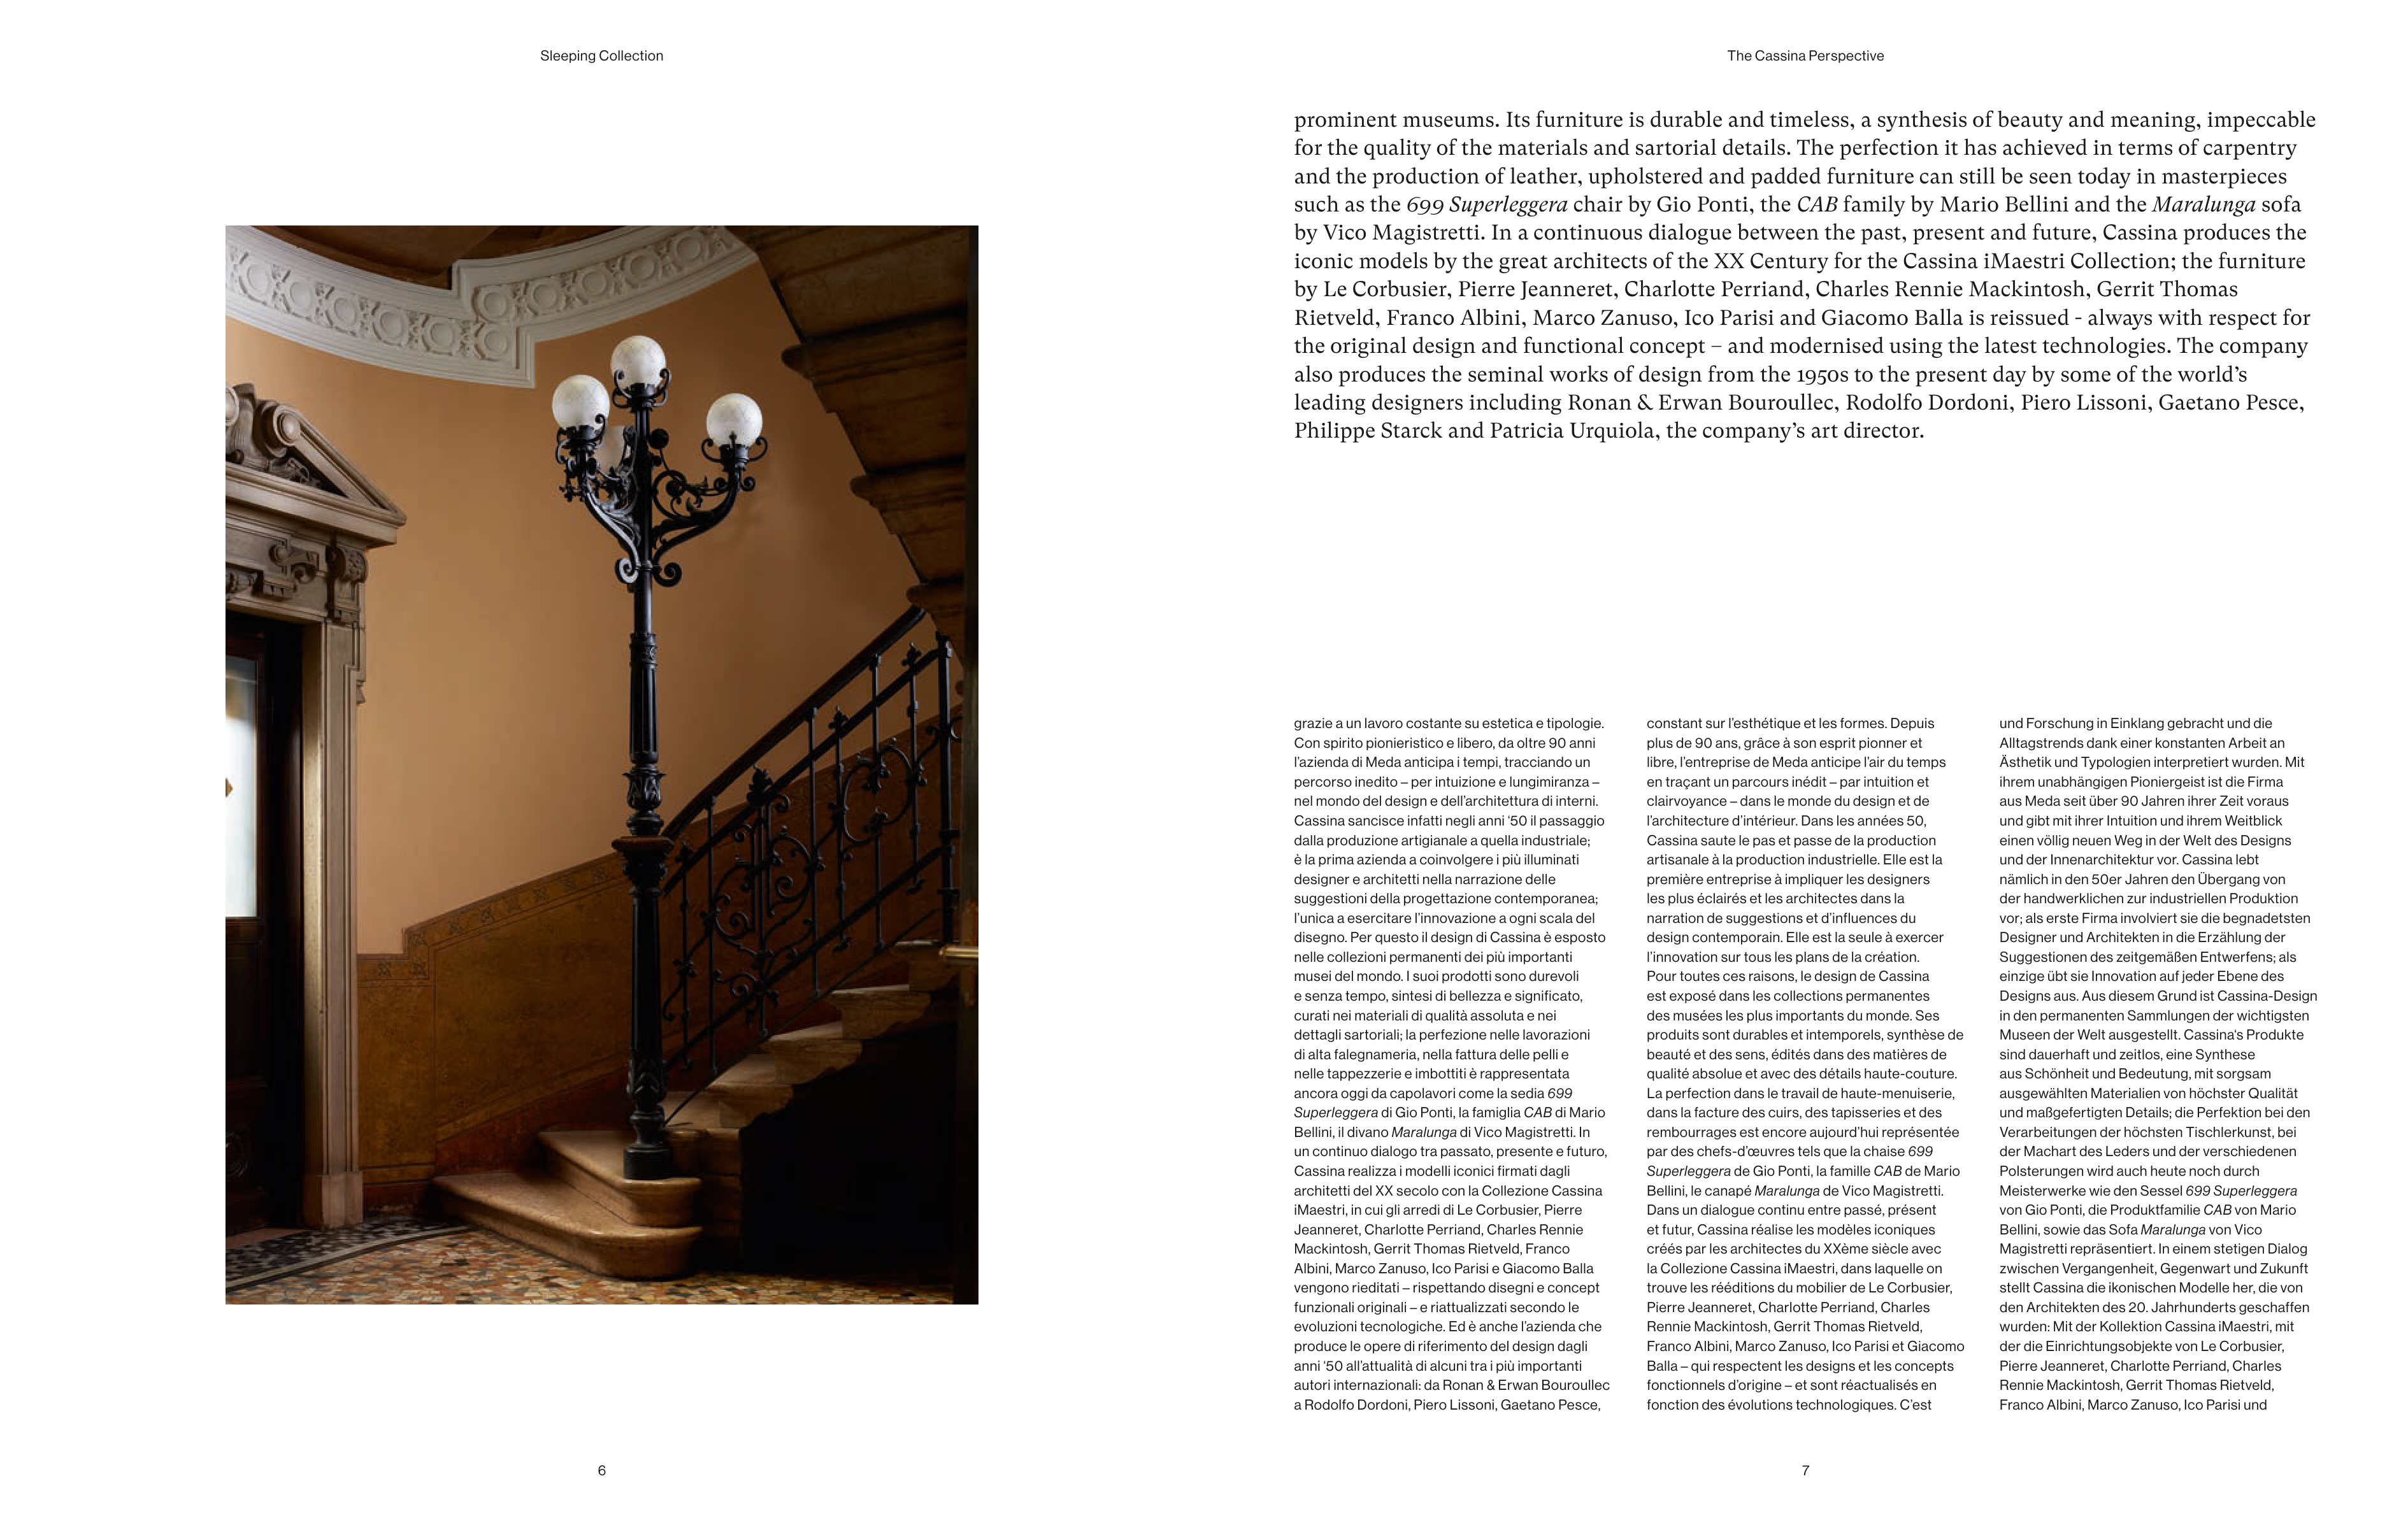 Sleeping Collection
The Cassina Perspective
prominent museums. Its furniture is durable and timeless, a synthesis of beauty and meaning, impeccable
for the quality of the materials and sartorial details. The perfection it has achieved in terms of carpentry
and the production of leather, upholstered and padded furniture can still be seen today in masterpieces
such as the 699 Superleggera chair by Gio Ponti, the CAB family by Mario Bellini and the Maralunga sofa
by Vico Magistretti. In a continuous dialogue between the past, present and future, Cassina produces the
iconic models by the great architects of the XX Century for the Cassina iMaestri Collection; the furniture
by Le Corbusier, Pierre Jeanneret, Charlotte Perriand, Charles Rennie Mackintosh, Gerrit Thomas
Rietveld, Franco Albini, Marco Zanuso, Ico Parisi and Giacomo Balla is reissued - always with respect for
the original design and functional concept – and modernised using the latest technologies. The company
also produces the seminal works of design from the 1950s to the present day by some of the world’s
leading designers including Ronan & Erwan Bouroullec, Rodolfo Dordoni, Piero Lissoni, Gaetano Pesce,
Philippe Starck and Patricia Urquiola, the company’s art director.
grazie a un lavoro costante su estetica e tipologie.
Con spirito pionieristico e libero, da oltre 90 anni
l’azienda di Meda anticipa i tempi, tracciando un
percorso inedito – per intuizione e lungimiranza –
nel mondo del design e dell’architettura di interni.
Cassina sancisce infatti negli anni ‘50 il passaggio
dalla produzione artigianale a quella industriale;
è la prima azienda a coinvolgere i più illuminati
designer e architetti nella narrazione delle
suggestioni della progettazione contemporanea;
l’unica a esercitare l’innovazione a ogni scala del
disegno. Per questo il design di Cassina è esposto
nelle collezioni permanenti dei più importanti
musei del mondo. I suoi prodotti sono durevoli
e senza tempo, sintesi di bellezza e significato,
curati nei materiali di qualità assoluta e nei
dettagli sartoriali; la perfezione nelle lavorazioni
di alta falegnameria, nella fattura delle pelli e
nelle tappezzerie e imbottiti è rappresentata
ancora oggi da capolavori come la sedia 699
Superleggera di Gio Ponti, la famiglia CAB di Mario
Bellini, il divano Maralunga di Vico Magistretti. In
un continuo dialogo tra passato, presente e futuro,
Cassina realizza i modelli iconici firmati dagli
architetti del XX secolo con la Collezione Cassina
iMaestri, in cui gli arredi di Le Corbusier, Pierre
Jeanneret, Charlotte Perriand, Charles Rennie
Mackintosh, Gerrit Thomas Rietveld, Franco
Albini, Marco Zanuso, Ico Parisi e Giacomo Balla
vengono rieditati – rispettando disegni e concept
funzionali originali – e riattualizzati secondo le
evoluzioni tecnologiche. Ed è anche l’azienda che
produce le opere di riferimento del design dagli
anni ‘50 all’attualità di alcuni tra i più importanti
autori internazionali: da Ronan & Erwan Bouroullec
a Rodolfo Dordoni, Piero Lissoni, Gaetano Pesce,
constant sur l’esthétique et les formes. Depuis
plus de 90 ans, grâce à son esprit pionner et
libre, l’entreprise de Meda anticipe l’air du temps
en traçant un parcours inédit – par intuition et
clairvoyance – dans le monde du design et de
l’architecture d’intérieur. Dans les années 50,
Cassina saute le pas et passe de la production
artisanale à la production industrielle. Elle est la
première entreprise à impliquer les designers
les plus éclairés et les architectes dans la
narration de suggestions et d’influences du
design contemporain. Elle est la seule à exercer
l’innovation sur tous les plans de la création.
Pour toutes ces raisons, le design de Cassina
est exposé dans les collections permanentes
des musées les plus importants du monde. Ses
produits sont durables et intemporels, synthèse de
beauté et des sens, édités dans des matières de
qualité absolue et avec des détails haute-couture.
La perfection dans le travail de haute-menuiserie,
dans la facture des cuirs, des tapisseries et des
rembourrages est encore aujourd’hui représentée
par des chefs-d’œuvres tels que la chaise 699
Superleggera de Gio Ponti, la famille CAB de Mario
Bellini, le canapé Maralunga de Vico Magistretti.
Dans un dialogue continu entre passé, présent
et futur, Cassina réalise les modèles iconiques
créés par les architectes du XXème siècle avec
la Collezione Cassina iMaestri, dans laquelle on
trouve les rééditions du mobilier de Le Corbusier,
Pierre Jeanneret, Charlotte Perriand, Charles
Rennie Mackintosh, Gerrit Thomas Rietveld,
Franco Albini, Marco Zanuso, Ico Parisi et Giacomo
Balla – qui respectent les designs et les concepts
fonctionnels d’origine – et sont réactualisés en
fonction des évolutions technologiques. C’est
und Forschung in Einklang gebracht und die
Alltagstrends dank einer konstanten Arbeit an
Ästhetik und Typologien interpretiert wurden. Mit
ihrem unabhängigen Pioniergeist ist die Firma
aus Meda seit über 90 Jahren ihrer Zeit voraus
und gibt mit ihrer Intuition und ihrem Weitblick
einen völlig neuen Weg in der Welt des Designs
und der Innenarchitektur vor. Cassina lebt
nämlich in den 50er Jahren den Übergang von
der handwerklichen zur industriellen Produktion
vor; als erste Firma involviert sie die begnadetsten
Designer und Architekten in die Erzählung der
Suggestionen des zeitgemäßen Entwerfens; als
einzige übt sie Innovation auf jeder Ebene des
Designs aus. Aus diesem Grund ist Cassina-Design
in den permanenten Sammlungen der wichtigsten
Museen der Welt ausgestellt. Cassina‘s Produkte
sind dauerhaft und zeitlos, eine Synthese
aus Schönheit und Bedeutung, mit sorgsam
ausgewählten Materialien von höchster Qualität
und maßgefertigten Details; die Perfektion bei den
Verarbeitungen der höchsten Tischlerkunst, bei
der Machart des Leders und der verschiedenen
Polsterungen wird auch heute noch durch
Meisterwerke wie den Sessel 699 Superleggera
von Gio Ponti, die Produktfamilie CAB von Mario
Bellini, sowie das Sofa Maralunga von Vico
Magistretti repräsentiert. In einem stetigen Dialog
zwischen Vergangenheit, Gegenwart und Zukunft
stellt Cassina die ikonischen Modelle her, die von
den Architekten des 20. Jahrhunderts geschaffen
wurden: Mit der Kollektion Cassina iMaestri, mit
der die Einrichtungsobjekte von Le Corbusier,
Pierre Jeanneret, Charlotte Perriand, Charles
Rennie Mackintosh, Gerrit Thomas Rietveld,
Franco Albini, Marco Zanuso, Ico Parisi und
6
7